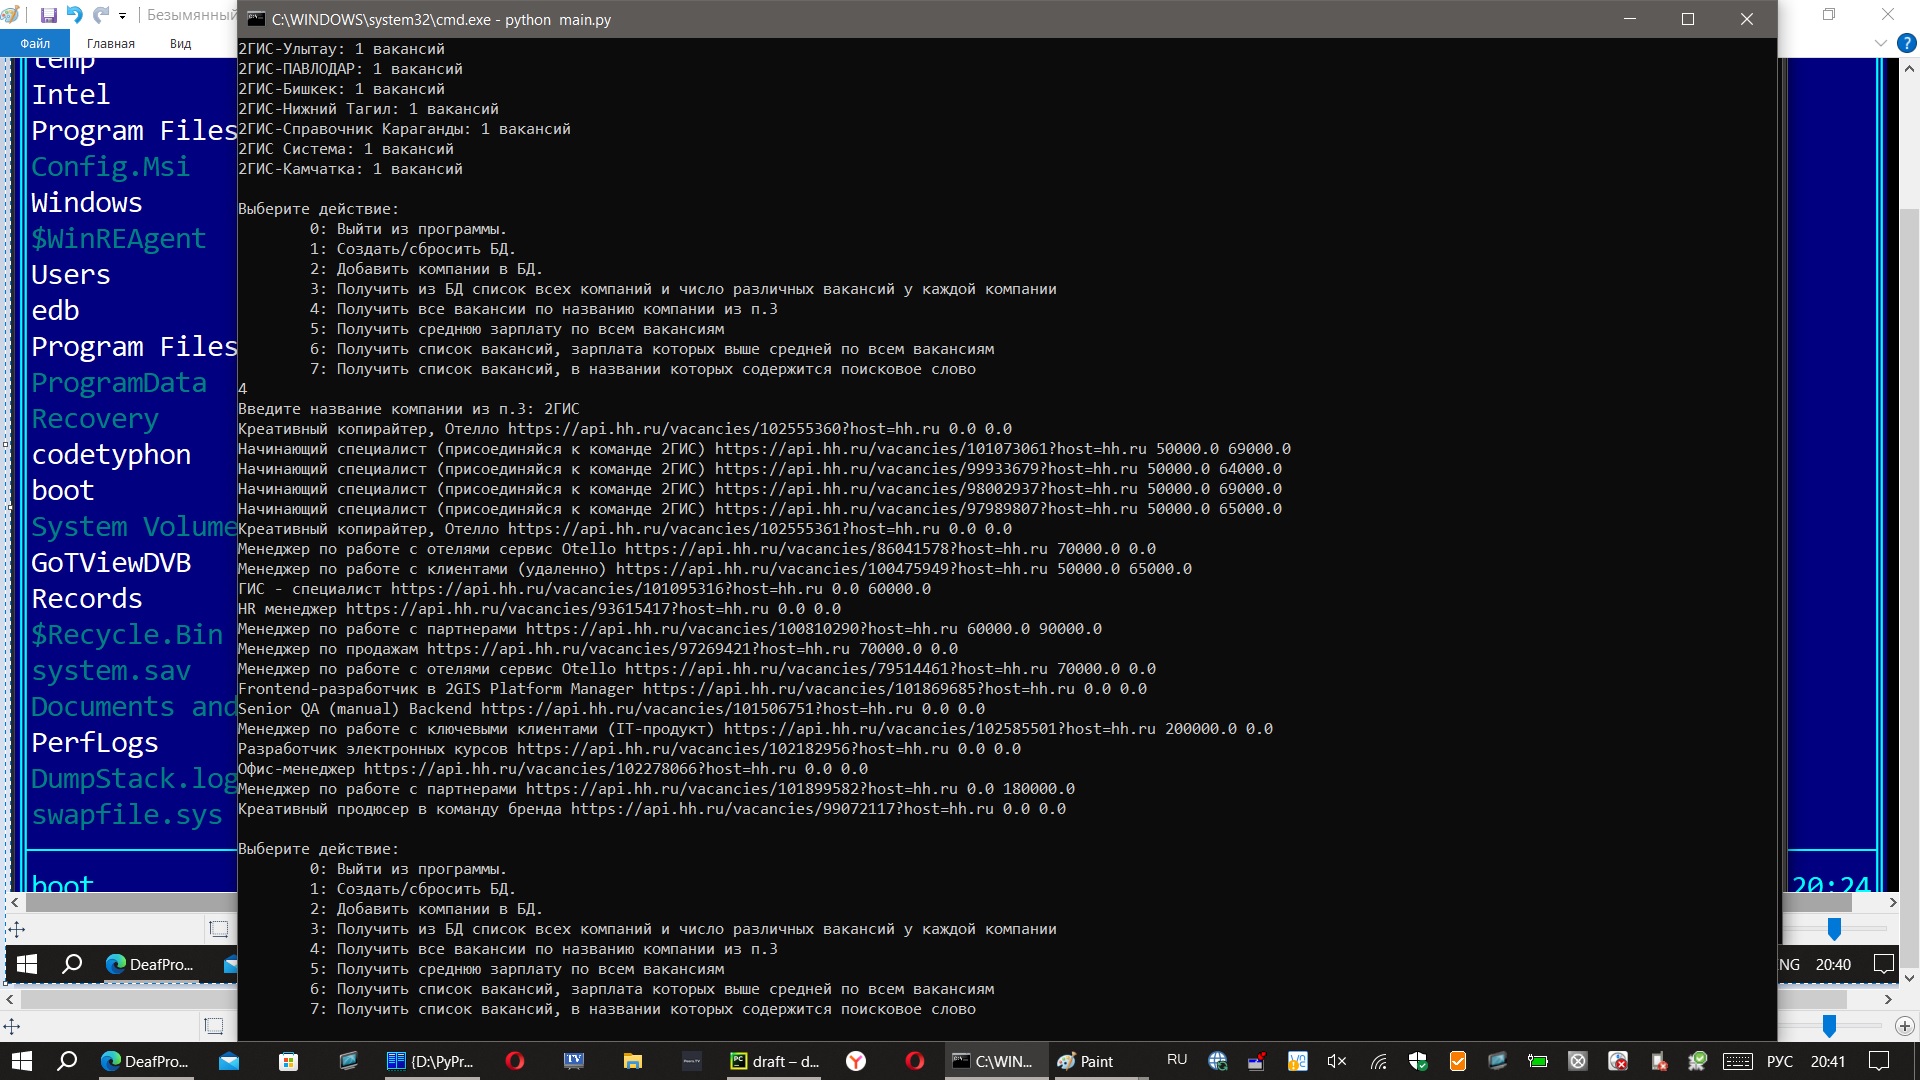 Безымянный
C:\WINDOWS\system32\cmd.exe - python  main.py
Файл
Главная
Вид
temp
Intel
Program Files
Config.Msi
Windows
$WinREAgent
Users
edb
Program Files
ProgramData
Recovery
codetyphon
boot
System Volume
GoTViewDVB
Records
$Recycle.Bin
system.sav
Documents and
PerfLogs
DumpStack.log
swapfile.sys
boot
2ГИС-Улытау: 1 вакансий
2ГИС-ПАВЛОДАР: 1 вакансий
2ГИС-Бишкек: 1 вакансий
2ГИС-Нижний Тагил: 1 вакансий
2ГИС-Справочник Караганды: 1 вакансий
2ГИС Система: 1 вакансий
2ГИС-Камчатка: 1 вакансий
Выберите действие:
0: Выйти из программы.
1: Создать/сбросить БД.
2: Добавить компании в БД.
3: Получить из БД список всех компаний и число различных вакансий у каждой компании
4: Получить все вакансии по названию компании из п.3
5: Получить среднюю зарплату по всем вакансиям
6: Получить список вакансий, зарплата которых выше средней по всем вакансиям
7: Получить список вакансий, в названии которых содержится поисковое слово
4
Введите название компании из п.3: 2ГИС
Креативный копирайтер, Отелло https://api.hh.ru/vacancies/102555360?host=hh.ru 0.0 0.0
Начинающий специалист (присоединяйся к команде 2ГИС) https://api.hh.ru/vacancies/101073061?host=hh.ru 50000.0 69000.0
Начинающий специалист (присоединяйся к команде 2ГИС) https://api.hh.ru/vacancies/99933679?host=hh.ru 50000.0 64000.0
Начинающий специалист (присоединяйся к команде 2ГИС) https://api.hh.ru/vacancies/98002937?host=hh.ru 50000.0 69000.0
Начинающий специалист (присоединяйся к команде 2ГИС) https://api.hh.ru/vacancies/97989807?host=hh.ru 50000.0 65000.0
Креативный копирайтер, Отелло https://api.hh.ru/vacancies/102555361?host=hh.ru 0.0 0.0
Менеджер по работе с отелями сервис Otello https://api.hh.ru/vacancies/86041578?host=hh.ru 70000.0 0.0
Менеджер по работе с клиентами (удаленно) https://api.hh.ru/vacancies/100475949?host=hh.ru 50000.0 65000.0
ГИС - специалист https://api.hh.ru/vacancies/101095316?host=hh.ru 0.0 60000.0
HR менеджер https://api.hh.ru/vacancies/93615417?host=hh.ru 0.0 0.0
Менеджер по работе с партнерами https://api.hh.ru/vacancies/100810290?host=hh.ru 60000.0 90000.0
Менеджер по продажам https://api.hh.ru/vacancies/97269421?host=hh.ru 70000.0 0.0
Менеджер по работе с отелями сервис Otello https://api.hh.ru/vacancies/79514461?host=hh.ru 70000.0 0.0
Frontend-разработчик в 2GIS Platform Manager https://api.hh.ru/vacancies/101869685?host=hh.ru 0.0 0.0
Senior QA (manual) Backend https://api.hh.ru/vacancies/101506751?host=hh.ru 0.0 0.0
Менеджер по работе с ключевыми клиентами (IT-продукт) https://api.hh.ru/vacancies/102585501?host=hh.ru 200000.0 0.0
Разработчик электронных курсов https://api.hh.ru/vacancies/102182956?host=hh.ru 0.0 0.0
Офис-менеджер https://api.hh.ru/vacancies/102278066?host=hh.ru 0.0 0.0
Менеджер по работе с партнерами https://api.hh.ru/vacancies/101899582?host=hh.ru 0.0 180000.0
Креативный продюсер в команду бренда https://api.hh.ru/vacancies/99072117?host=hh.ru 0.0 0.0
Выберите действие:
0: Выйти из программы.
1: Создать/сбросить БД.
2: Добавить компании в БД.
3: Получить из БД список всех компаний и число различных вакансий у каждой компании
4: Получить все вакансии по названию компании из п.3
5: Получить среднюю зарплату по всем вакансиям
6: Получить список вакансий, зарплата которых выше средней по всем вакансиям
7: Получить список вакансий, в названии которых содержится поисковое слово
20:24
DeafPro...
NG 20:40
DeafPro... {D:\PyPr... TV draft – d... C:\WIN... Paint RU РУС 20:41